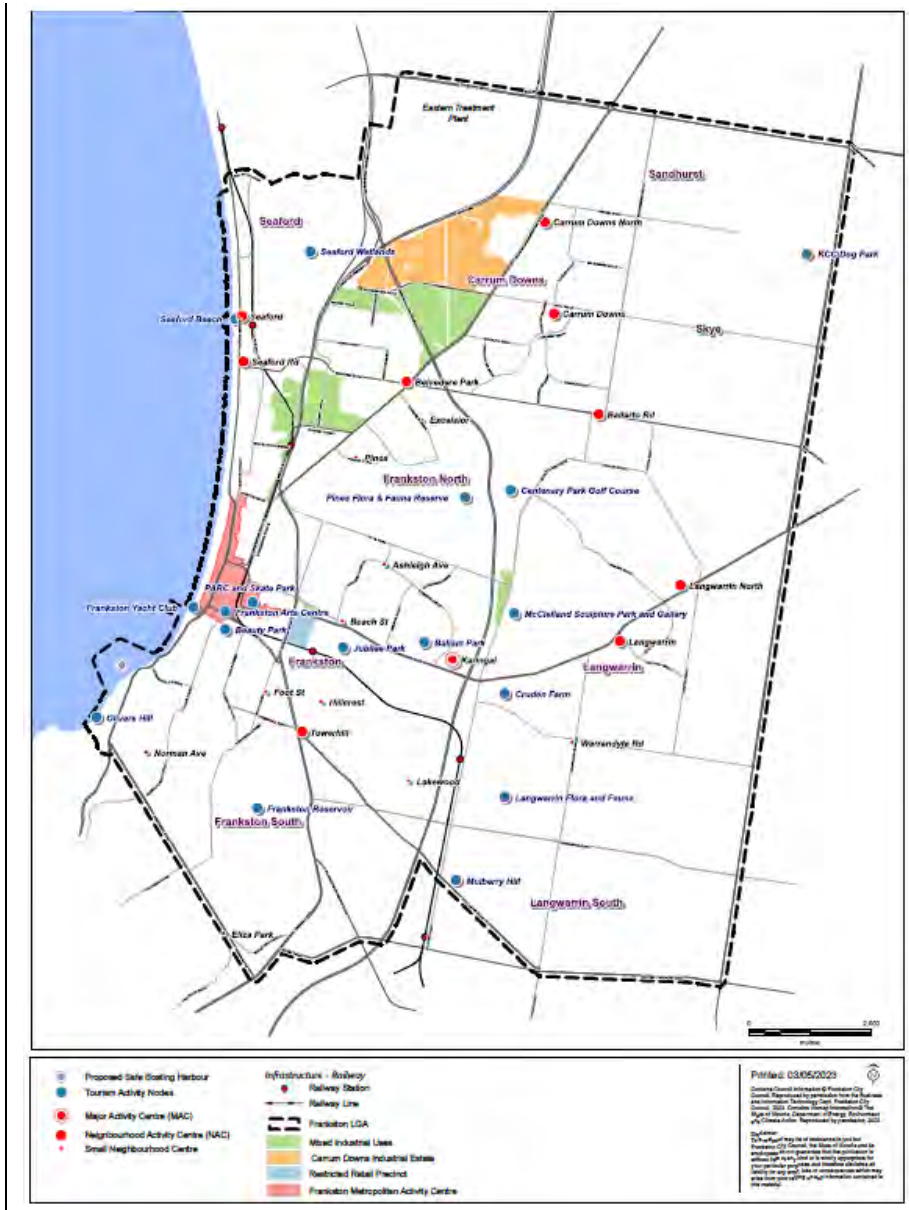 Eastern Treatment
Plant
Sandhurst
Seaford
Carrum Downs North
Seaford Wetlands
KCC Dog Park
Carrum Downs
Seaford Beach
Seaford
Carrum Downs
Skye
Seaford Rd
Belvedere Park
Ballarto Rd
Excelsior
Pines
Frankston North
Centenary Park Golf Course
Pines Flora & Fauna Reserve
Ashleigh Ave
Langwarrin North
PARC and Skate Park
Frankston Yacht Club
Frankston Arts Centre
McClelland Sculpture Park and Gallery
Beach St
Beauty Park
Jubilee Park
Ballam Park
Langwarrin
Frankston
Karingal
Langwarrin
Foot St
Hillcrest
Cruden Farm
Olivers Hill
Towerhill
Norman Ave
Warrandyte Rd
Lakewood
Langwarrin Flora and Fauna
Frankston Reservoir
Frankston South
Mulberry Hill
Langwarrin South
Eliza Park
0
metres
Proposed Safe Boating Harbour
Tourism Activity Nodes
Major Activity Centre (MAC)
Neighbourhood Activity Centre (NAC)
Small Neighbourhood Centre
Infrastructure - Railway
Railway Station
Railway Line
Frankston LGA
Mixed Industrial Uses
Carrum Downs Industrial Estate
Restricted Retail Precinct
Frankston Metropolitan Activity Centre
Printed: 03/05/2023